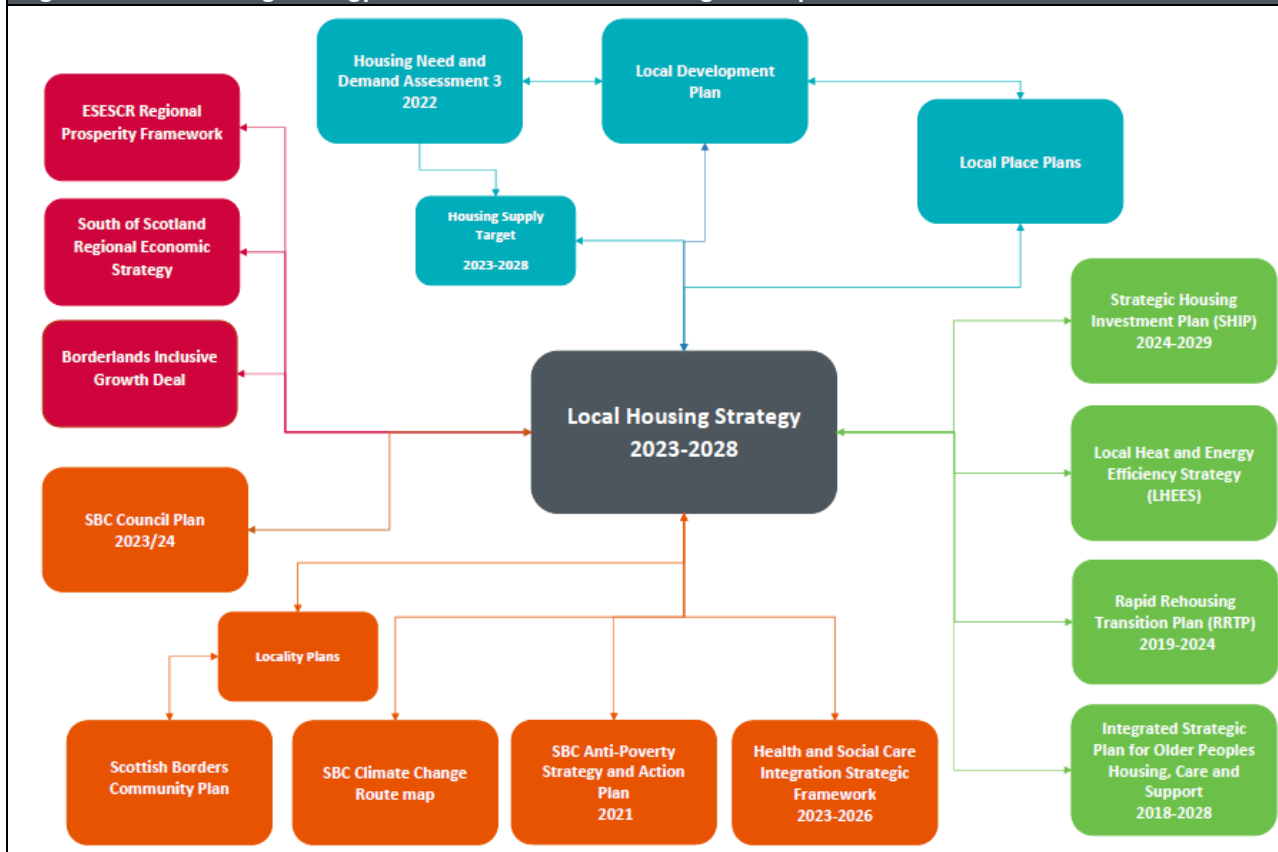 Housing Need and
Demand Assessment 3
2022
Local Development
Plan
ESESCR Regional
Prosperity Framework
Local Place Plans
South of Scotland
Regional Economic
Strategy
Housing Supply
Target
2023-2028
Strategic Housing
Investment Plan (SHIP)
2024-2029
Borderlands Inclusive
Growth Deal
Local Housing Strategy
2023-2028
Local Heat and Energy
Efficiency Strategy
(LHEES)
SBC Council Plan
2023/24
Rapid Rehousing
Transition Plan (RRTP)
2019-2024
Locality Plans
Scottish Borders
Community Plan
SBC Climate Change
Route map
SBC Anti-Poverty
Strategy and Action
Plan
2021
Health and Social Care
Integration Strategic
Framework
2023-2026
Integrated Strategic
Plan for Older Peoples
Housing, Care and
Support
2018-2028